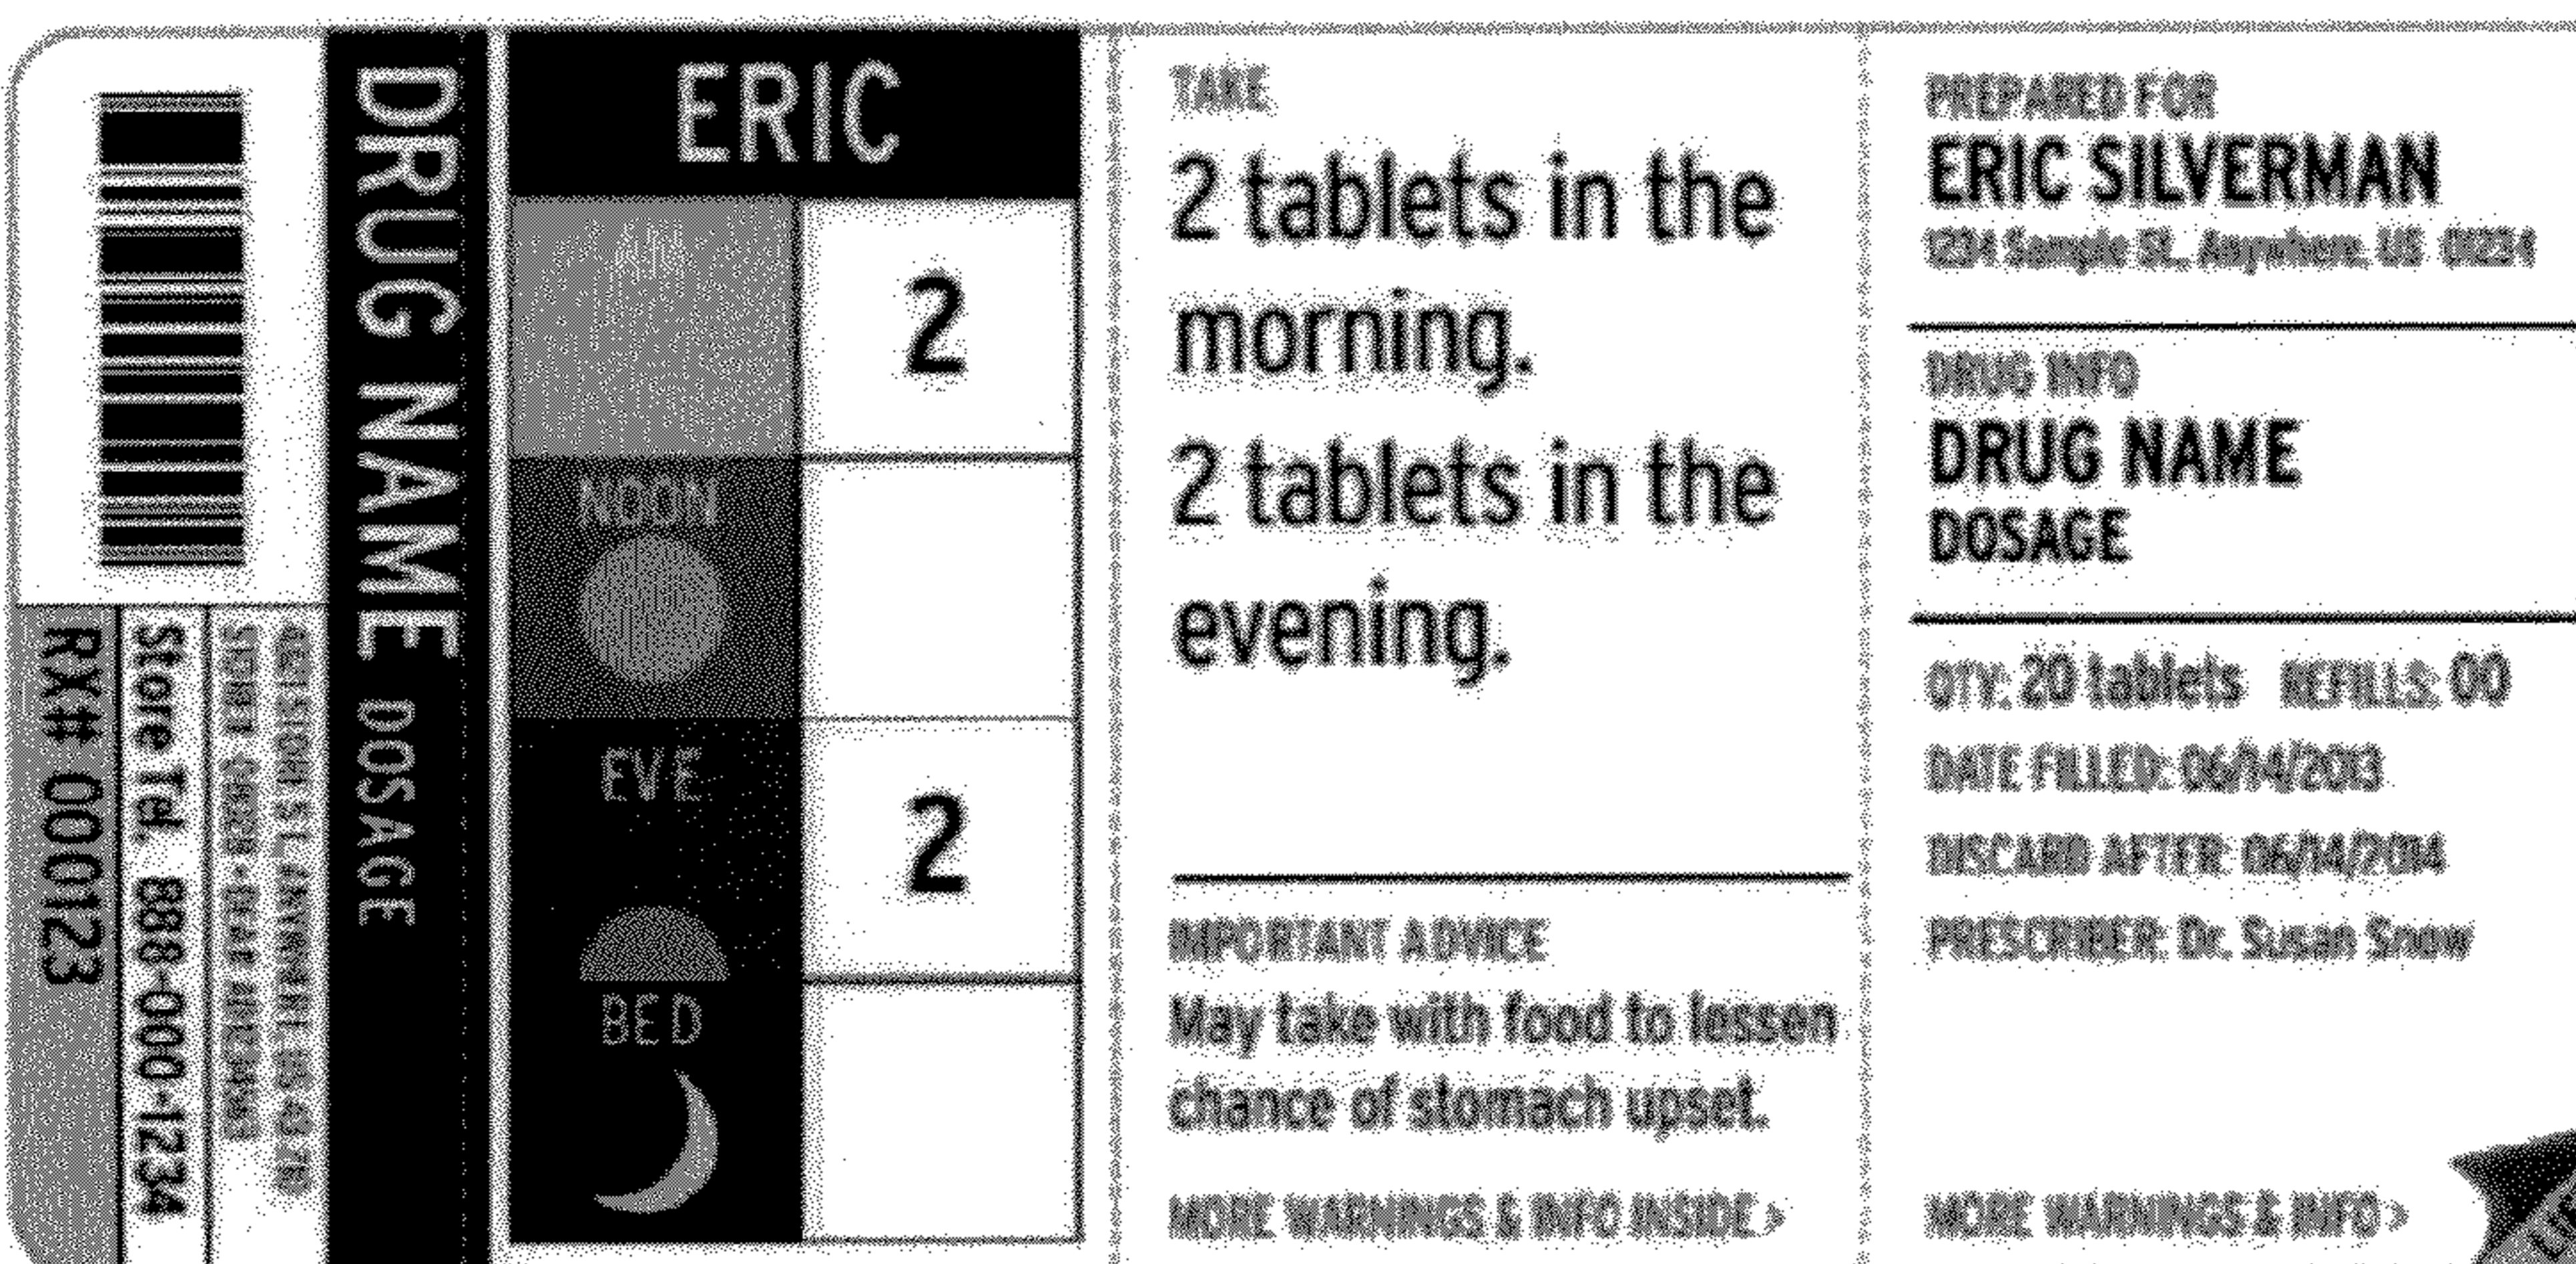 RX# 00123
Store Tel. 888-000-1234
DRUG NAME DOSAGE
ERIC
AM
2
NOON
EVE
2
BED
TAKE
2 tablets in the
morning.
2 tablets in the
evening.
IMPORTANT ADVICE
May take with food to lessen
chance of stomach upset.
MORE WARNINGS & INFO INSIDE >
PREPARED FOR
ERIC SILVERMAN
1234 Sample St., Anywhere, US 01234
DRUG INFO
DRUG NAME
DOSAGE
QTY: 20 tablets REFILLS: 00
DATE FILLED: 06/14/2013
DISCARD AFTER: 06/14/2014
PRESCRIBER: Dr. Susan Snow
MORE WARNINGS & INFO >